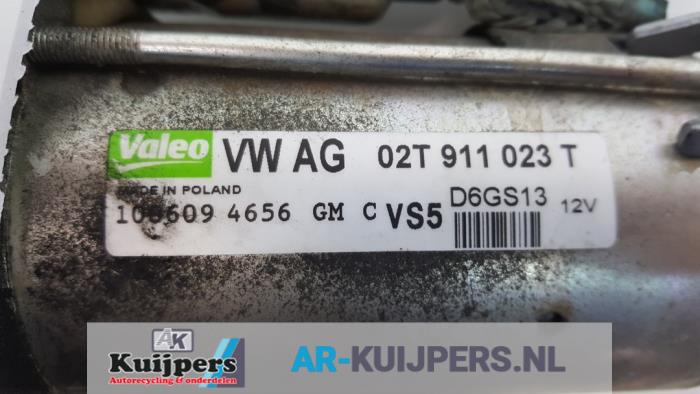 Valeo VW AG 02T 911 023 T
MADE IN POLAND
4656 GM C VS5 D6GS13 12V
AK
Kuijpers
Autorecycling & onderdelen
AR-KUIJPERS.NL